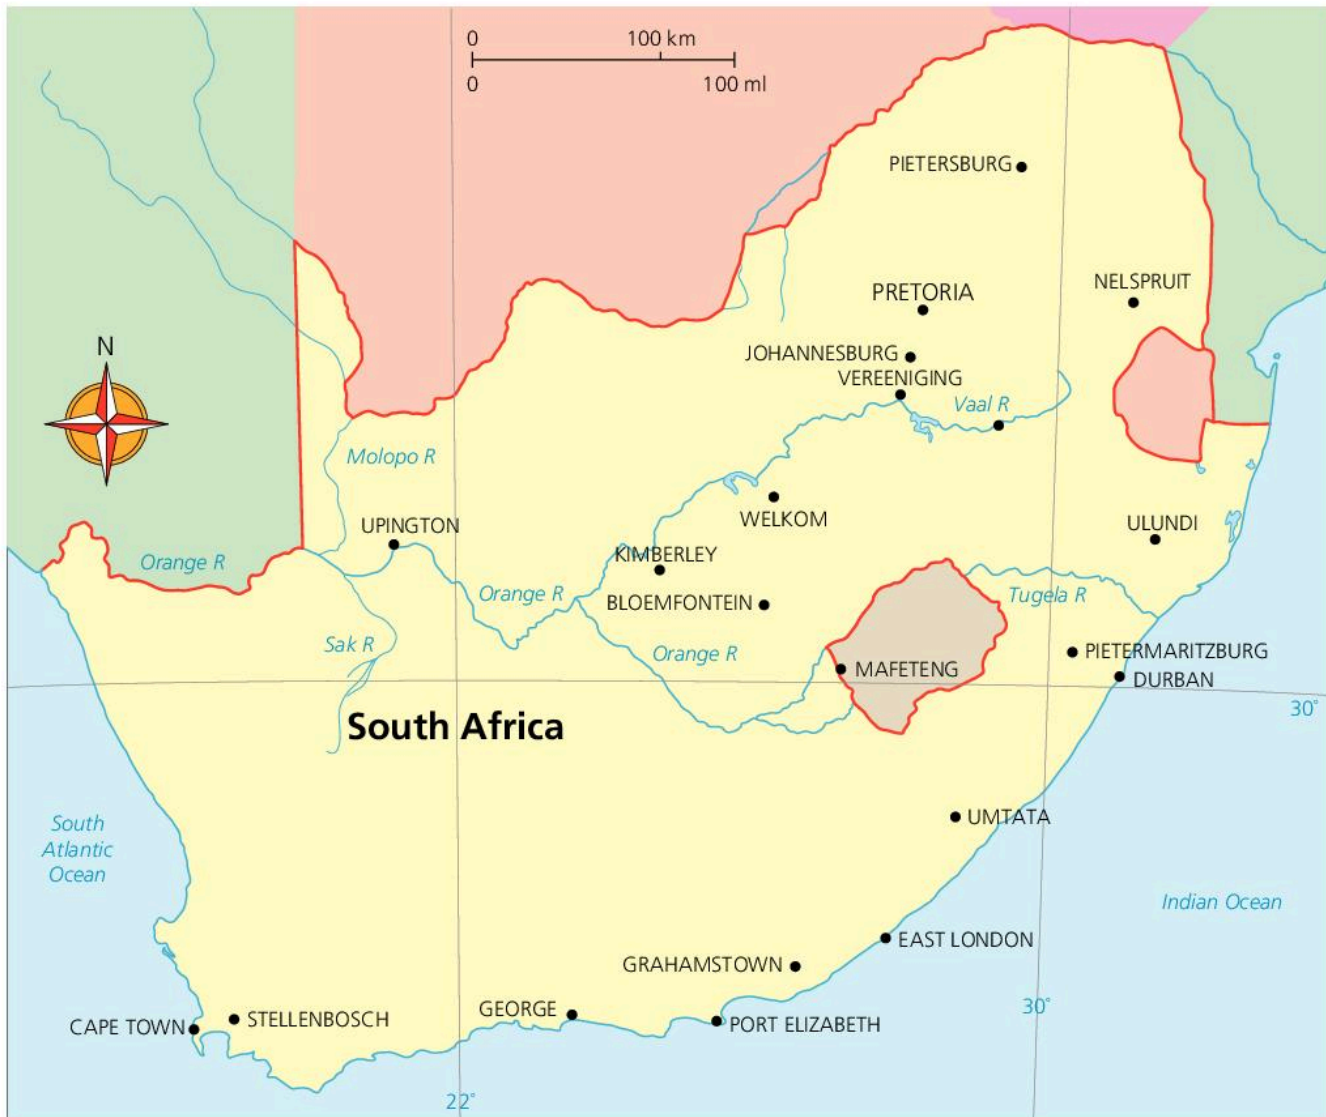 0
100 km
0
100 ml
PIETERSBURG
NELSPRUIT
PRETORIA
N
JOHANNESBURG
VEREENIGING
Vaal R
Molopo R
UPINGTON
WELKOM
ULUNDI
KIMBERLEY
Orange R
Orange R
BLOEMFONTEIN
Tugela R
Sak R
Orange R
PIETERMARITZBURG
MAFETENG
DURBAN
30°
South Africa
South
Atlantic
Ocean
UMTATA
Indian Ocean
EAST LONDON
GRAHAMSTOWN
30°
GEORGE
STELLENBOSCH
CAPE TOWN
PORT ELIZABETH
22°